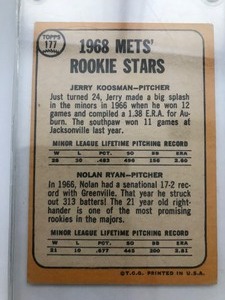 TOPPS
177
1968 METS'
ROOKIE STARS
JERRY KOOSMAN—PITCHER
Just turned 24, Jerry made a big splash
in the minors in 1966 when he won 12
games and compiled a 1.38 E.R.A. for Au-
burn. The southpaw won 11 games at
Jacksonville last year.
MINOR LEAGUE LIFETIME PITCHING RECORD
W L PCT. SO BB ERA
NOLAN RYAN—PITCHER
In 1966, Nolan had a sensational 17-2 rec-
ord with Greenville. That year he struck
out 313 batters! The 21 year old right-
hander is one of the most promising
rookies in the majors.
MINOR LEAGUE LIFETIME PITCHING RECORD
W L PCT. SO BB ERA
©T.C.G. PRINTED IN U.S.A.